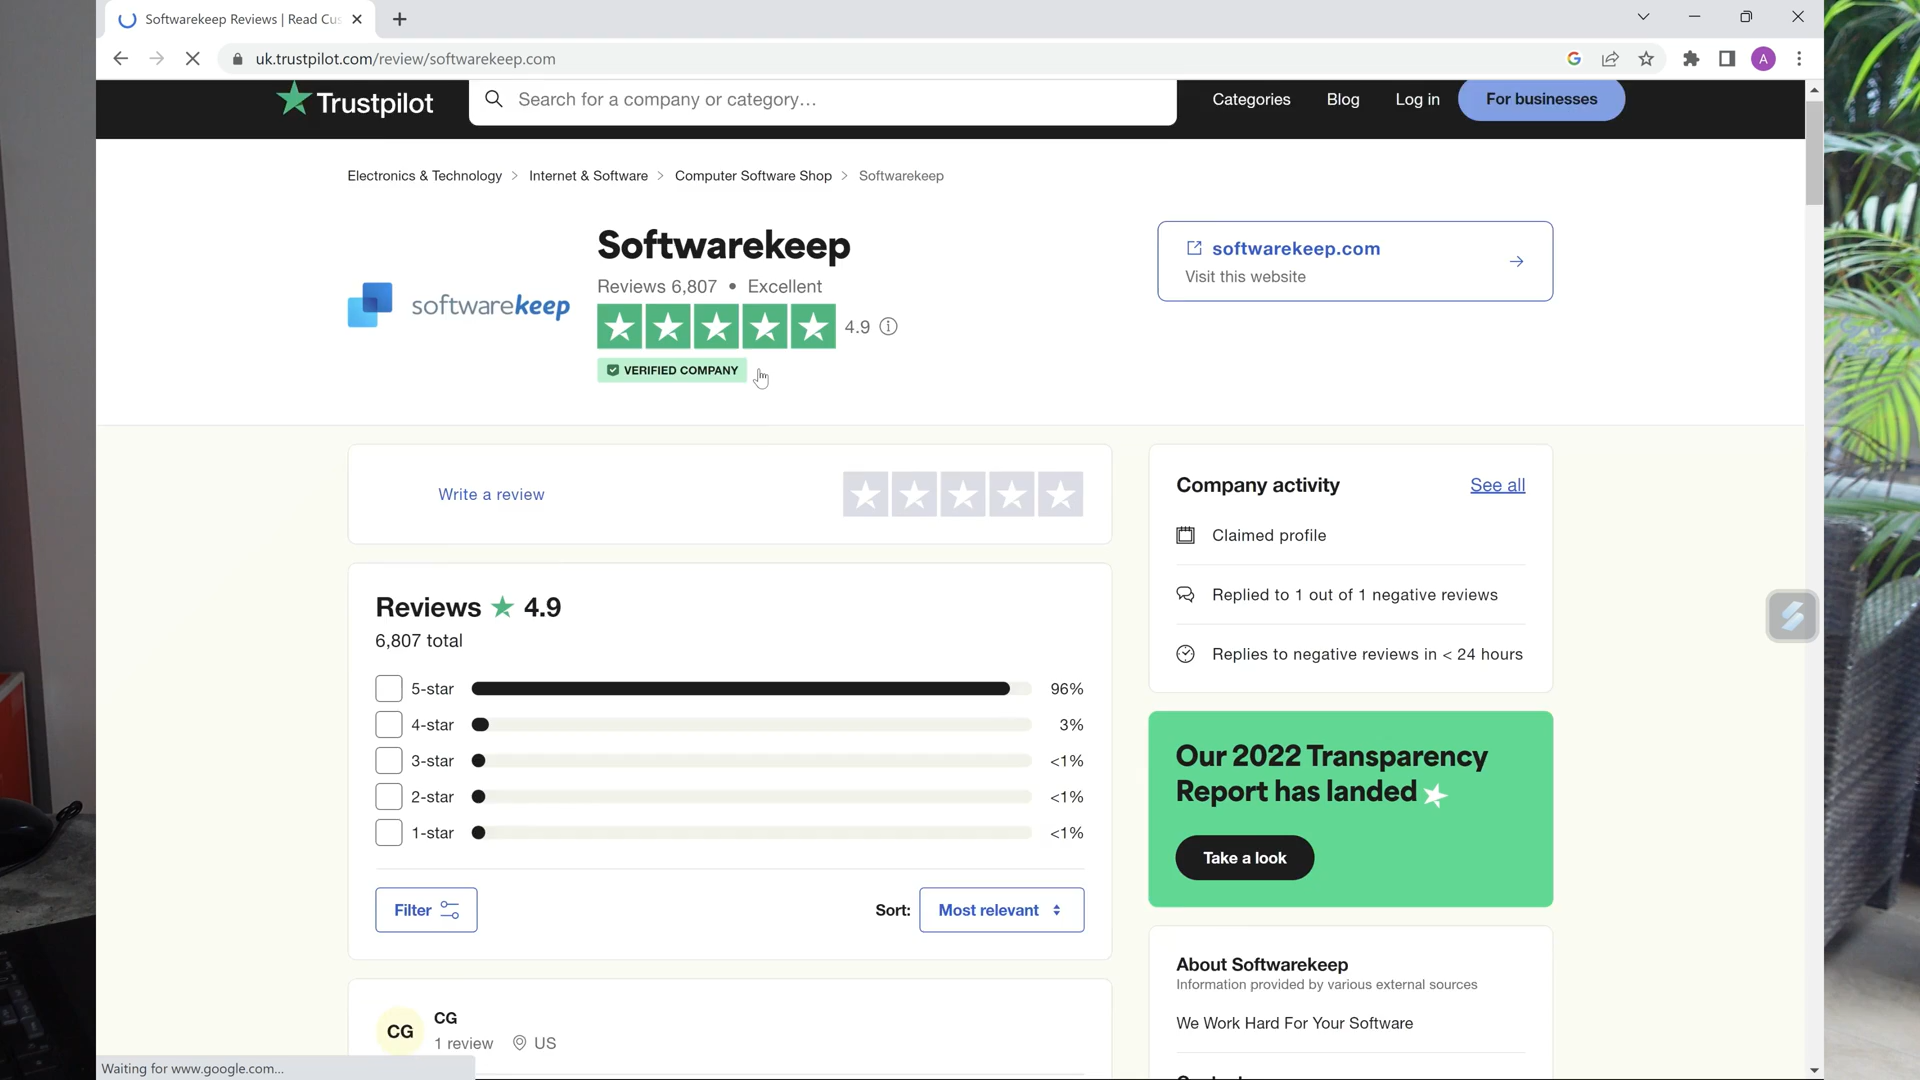 Softwarekeep Reviews | Read Cus
uk.trustpilot.com/review/softwarekeep.com
A
Trustpilot
Search for a company or category...
Categories
Blog
Log in
For businesses
Electronics & Technology > Internet & Software > Computer Software Shop > Softwarekeep
softwarekeep
Softwarekeep
Reviews 6,807 • Excellent
4.9
VERIFIED COMPANY
softwarekeep.com
Visit this website
Write a review
Reviews ★ 4.9
6,807 total
5-star 96%
4-star 3%
3-star <1%
2-star <1%
1-star <1%
Filter
Sort: Most relevant
CG
CG
1 review US
Company activity
See all
Claimed profile
Replied to 1 out of 1 negative reviews
Replies to negative reviews in < 24 hours
Our 2022 Transparency
Report has landed
Take a look
About Softwarekeep
Information provided by various external sources
We Work Hard For Your Software
Waiting for www.google.com...